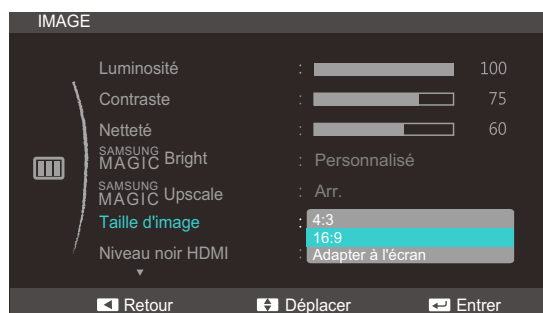 IMAGE
Luminosité : 100
Contraste : 75
Netteté : 60
SAMSUNG MAGIC Bright : Personnalisé
SAMSUNG MAGIC Upscale : Arr.
Taille d'image : 4:3
16:9
Niveau noir HDMI : Adapter à l'écran
Retour Déplacer Entrer